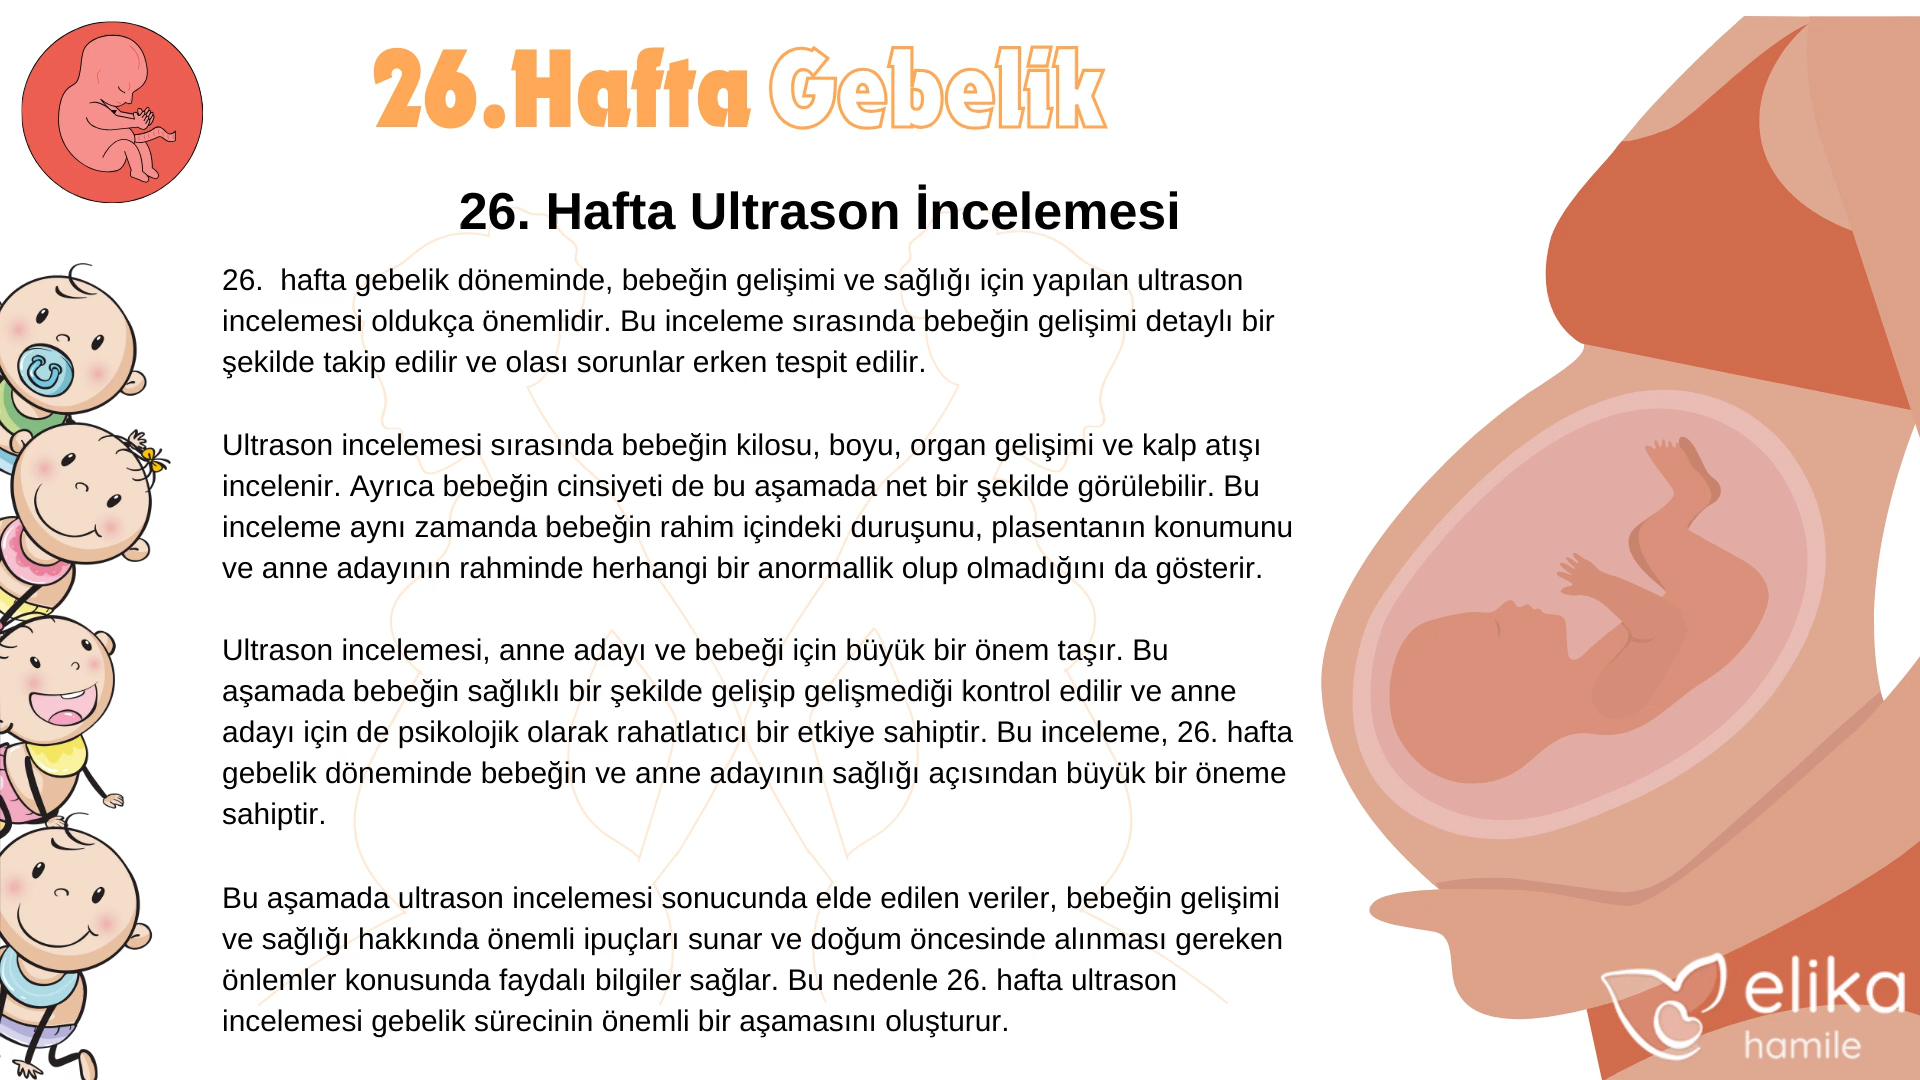 26.Hafta Gebelik
26. Hafta Ultrason İncelemesi
26.  hafta gebelik döneminde, bebeğin gelişimi ve sağlığı için yapılan ultrason
incelemesi oldukça önemlidir. Bu inceleme sırasında bebeğin gelişimi detaylı bir
şekilde takip edilir ve olası sorunlar erken tespit edilir.
Ultrason incelemesi sırasında bebeğin kilosu, boyu, organ gelişimi ve kalp atışı
incelenir. Ayrıca bebeğin cinsiyeti de bu aşamada net bir şekilde görülebilir. Bu
inceleme aynı zamanda bebeğin rahim içindeki duruşunu, plasentanın konumunu
ve anne adayının rahminde herhangi bir anormallik olup olmadığını da gösterir.
Ultrason incelemesi, anne adayı ve bebeği için büyük bir önem taşır. Bu
aşamada bebeğin sağlıklı bir şekilde gelişip gelişmediği kontrol edilir ve anne
adayı için de psikolojik olarak rahatlatıcı bir etkiye sahiptir. Bu inceleme, 26. hafta
gebelik döneminde bebeğin ve anne adayının sağlığı açısından büyük bir öneme
sahiptir.
Bu aşamada ultrason incelemesi sonucunda elde edilen veriler, bebeğin gelişimi
ve sağlığı hakkında önemli ipuçları sunar ve doğum öncesinde alınması gereken
önlemler konusunda faydalı bilgiler sağlar. Bu nedenle 26. hafta ultrason
incelemesi gebelik sürecinin önemli bir aşamasını oluşturur.
elika
hamile